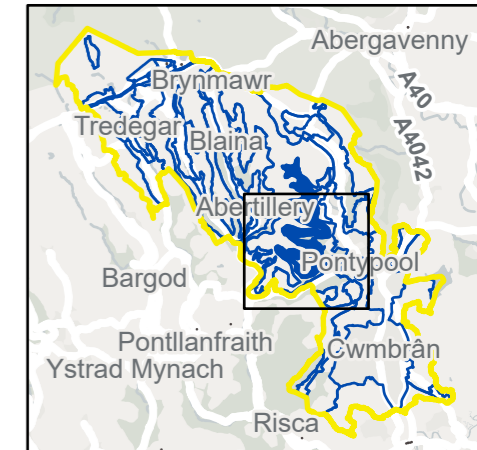 Abergavenny
Brynmawr
A40
Tredegar
Blaina
A4042
Abertillery
Pontypool
Bargod
Pontllanfraith
Cwmbrân
Ystrad Mynach
Risca